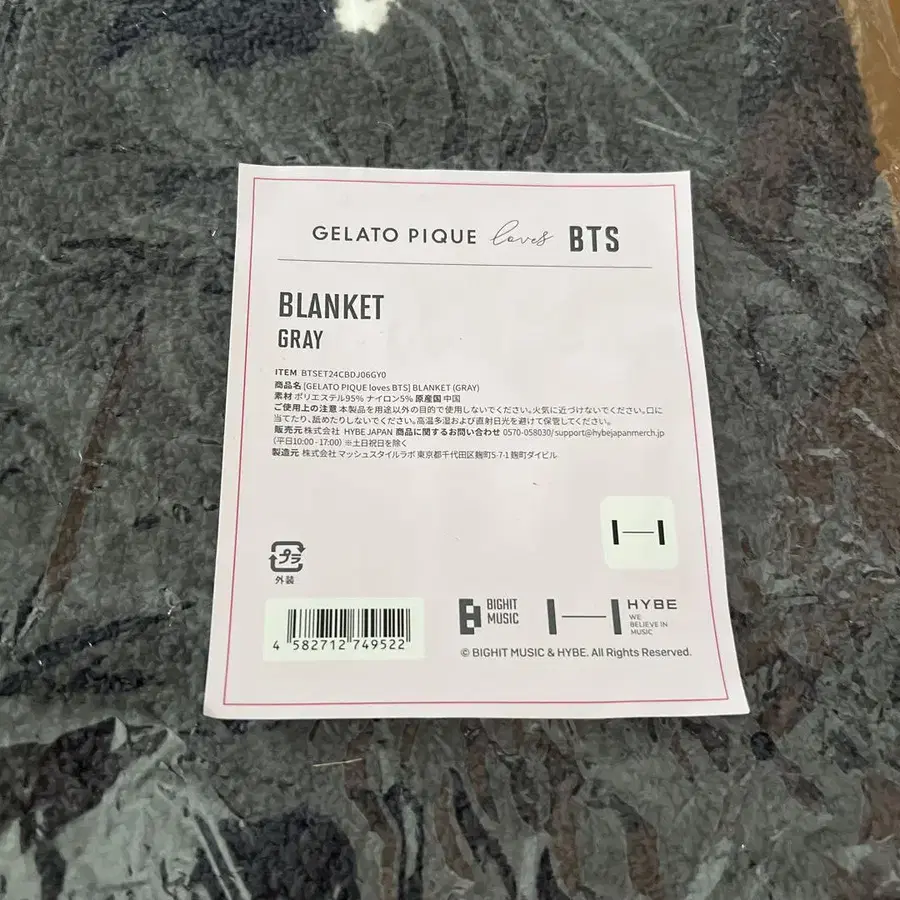 GELATO PIQUE loves BTS
BLANKET
GRAY
ITEM BTSET24CBDJ06GY0
商品名 [GELATO PIQUE loves BTS] BLANKET (GRAY)
素材 ポリエステル95% ナイロン5% 原産国 中国
ご使用上の注意 本製品を用途以外の目的で使用しないでください。火気に近づけないでください。口に
当てたり、舐めたりしないでください。高温多湿および直射日光を避けて保管してください。
販売元 株式会社 HYBE JAPAN 商品に関するお問い合わせ 0570-058030/support@hybejapanmerch.jp
(平日10:00 - 17:00) ※土日祝日を除く
製造元 株式会社 マッシュスタイルラボ 東京都千代田区麹町5-7-1 麹町ダイビル
プラ
外装
4 582712 749522
BIGHIT
MUSIC
HYBE
WE
BELIEVE IN
MUSIC
© BIGHIT MUSIC & HYBE. All Rights Reserved.